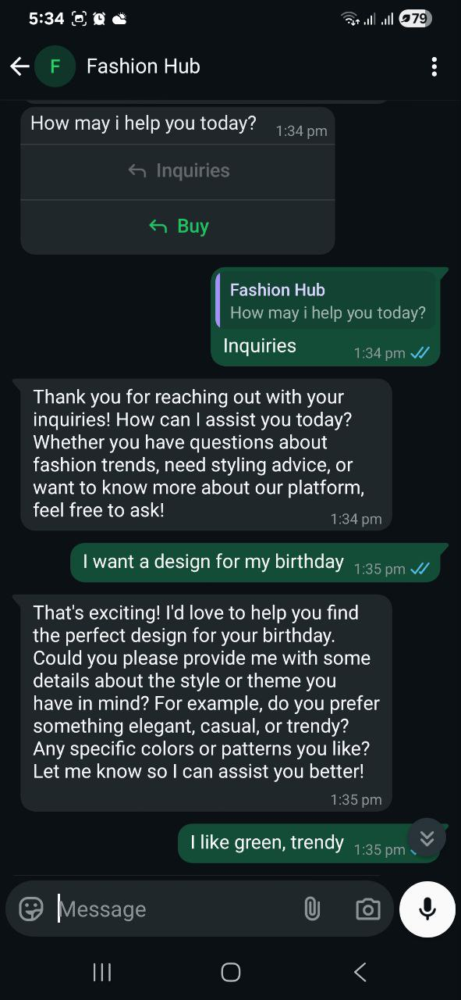 5:34
79
F
Fashion Hub
How may i help you today?
1:34 pm
Inquiries
Buy
Fashion Hub
How may i help you today?
Inquiries
1:34 pm
Thank you for reaching out with your
inquiries! How can I assist you today?
Whether you have questions about
fashion trends, need styling advice, or
want to know more about our platform,
feel free to ask!
1:34 pm
I want a design for my birthday
1:35 pm
That's exciting! I'd love to help you find
the perfect design for your birthday.
Could you please provide me with some
details about the style or theme you
have in mind? For example, do you prefer
something elegant, casual, or trendy?
Any specific colors or patterns you like?
Let me know so I can assist you better!
1:35 pm
I like green, trendy
1:35 pm
Message